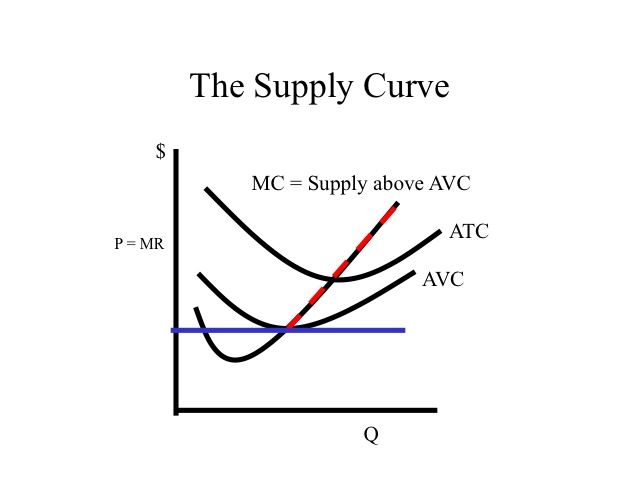 The Supply Curve
$
MC = Supply above AVC
ATC
P = MR
AVC
Q